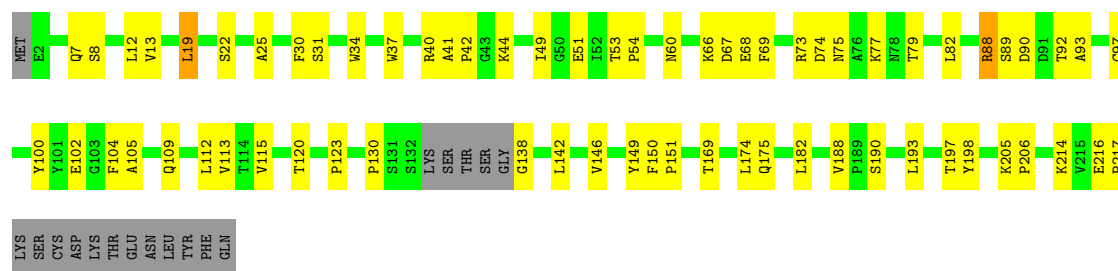 MET E2 Q7 S8 L12 V13 L19 S22 A25 F30 S31 W34 W37 R40 A41 P42 G43 K44 I49 G50 E51 I52 T53 P54 N60 K66 D67 E68 F69 R73 D74 N75 A76 K77 N78 T79 L82 R88 S89 D90 D91 T92 A93 C97
Y100 Y101 E102 G103 F104 A105 Q109 L112 V113 T114 V115 T120 P123 P130 S131 S132 LYS SER THR SER GLY G138 L142 V146 Y149 F150 P151 T169 L174 Q175 L182 V188 P189 S190 L193 T197 Y198 K205 P206 K214 V215 E216 P217
LYS SER CYS ASP LYS THR GLU ASN LEU TYR PHE GLN